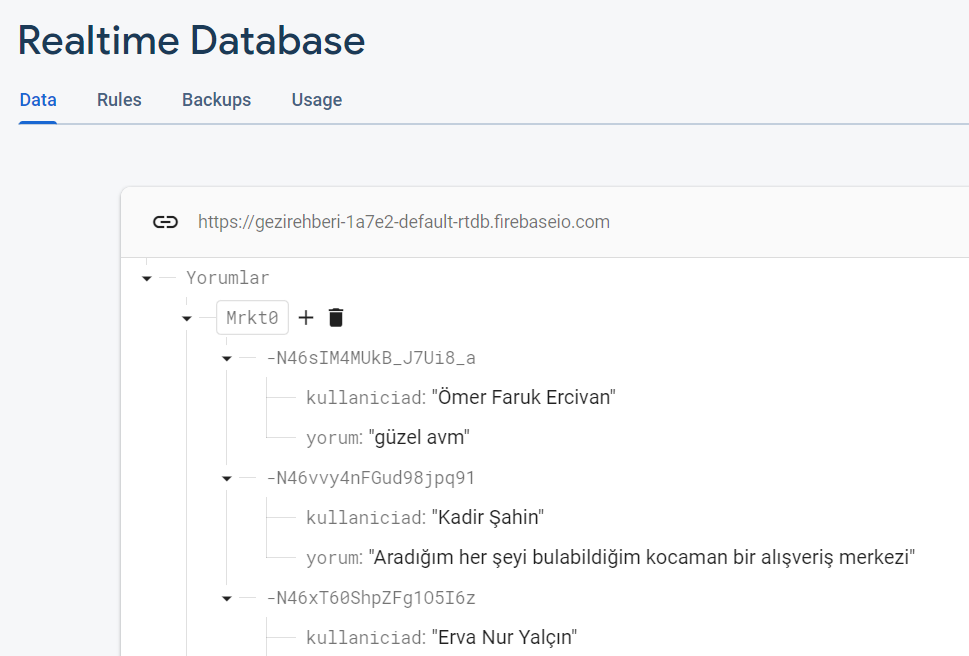 Realtime Database
Data Rules Backups Usage
https://gezirehberi-1a7e2-default-rtdb.firebaseio.com
Yorumlar
Mrkt0
-N46sIM4MUkB_J7Ui8_a
kullaniciad: "Ömer Faruk Ercivan"
yorum: "güzel avm"
-N46vvy4nFGud98jpq91
kullaniciad: "Kadir Şahin"
yorum: "Aradığım her şeyi bulabildiğim kocaman bir alışveriş merkezi"
-N46xT60ShpZFg1O5I6z
kullaniciad: "Erva Nur Yalçın"